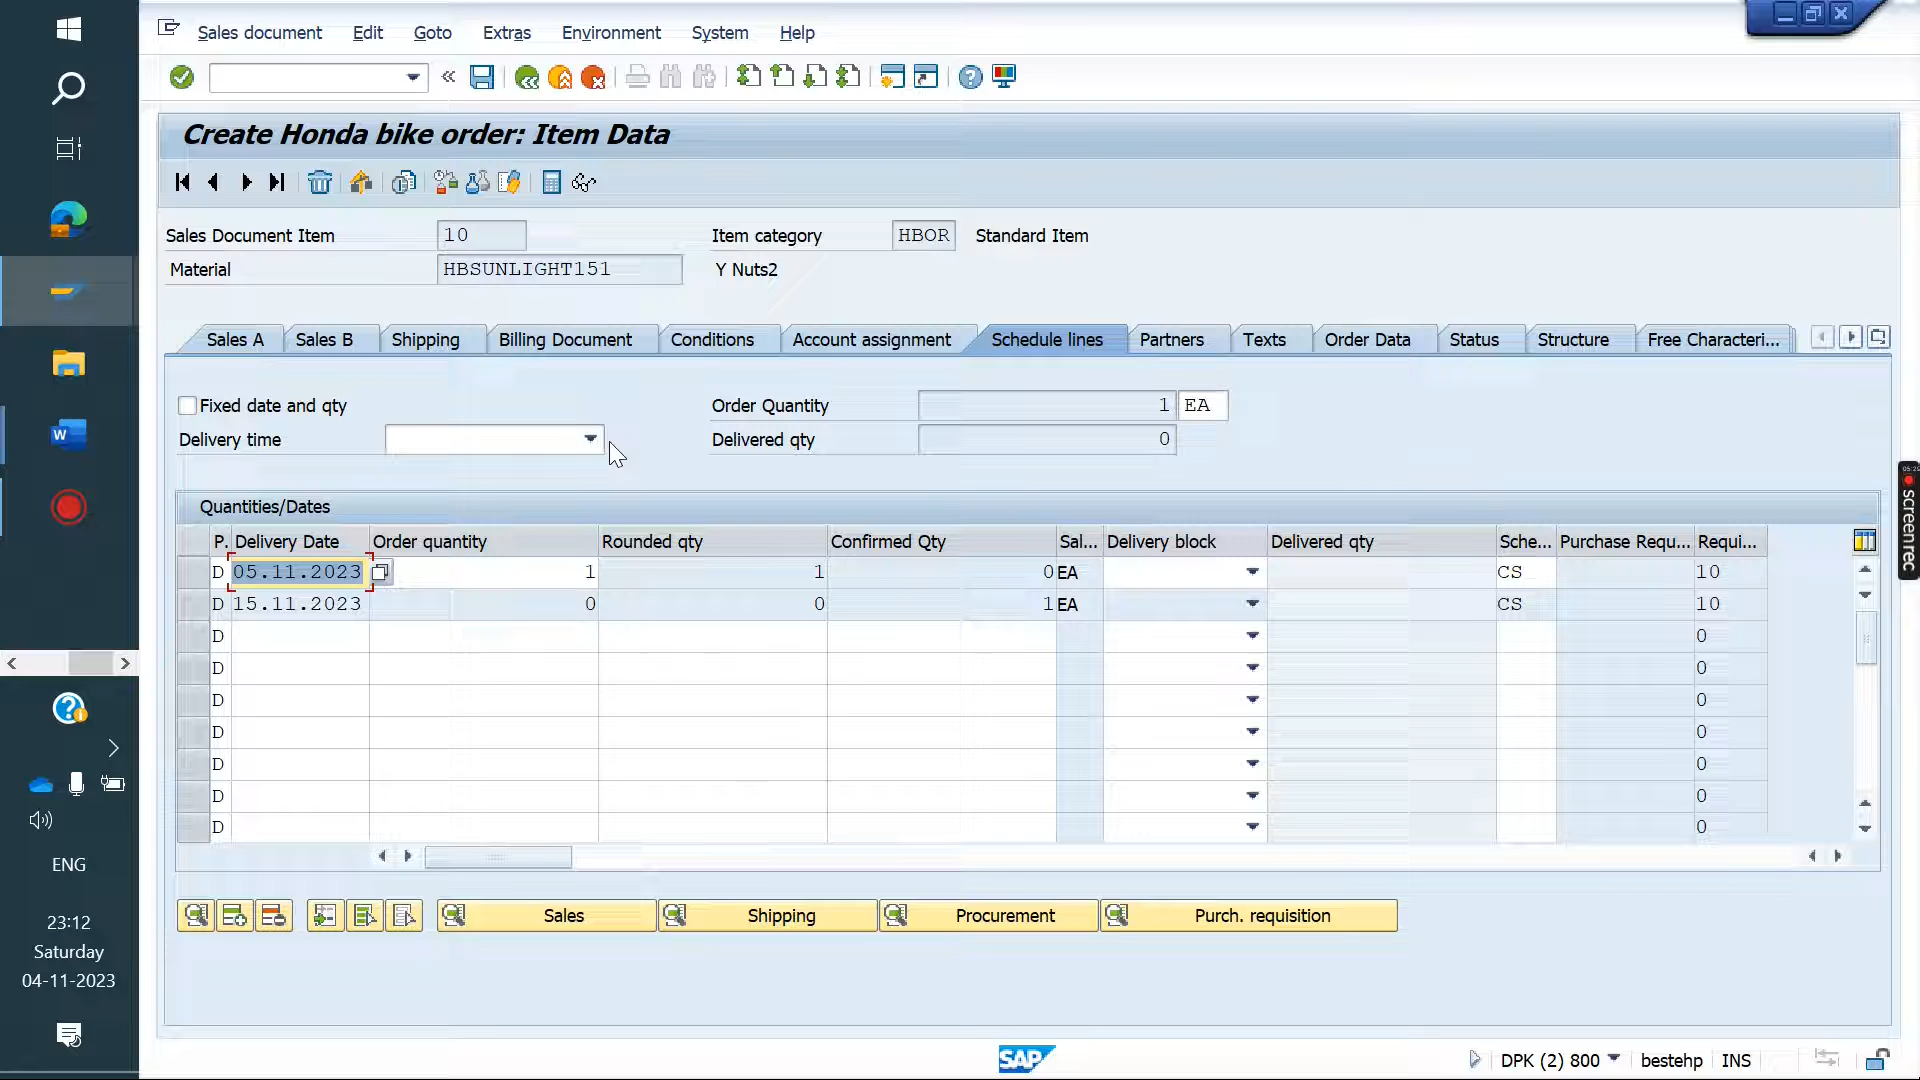 Sales document Edit Goto Extras Environment System Help
Create Honda bike order: Item Data
Sales Document Item 10 Item category HBOR Standard Item
Material HBSUNLIGHT151 Y Nuts2
Sales A Sales B Shipping Billing Document Conditions Account assignment Schedule lines Partners Texts Order Data Status Structure Free Characteri...
Fixed date and qty Order Quantity 1 EA
Delivery time Delivered qty 0
Quantities/Dates
P. Delivery Date Order quantity Rounded qty Confirmed Qty Sal... Delivery block Delivered qty Sche... Purchase Requ... Requi...
D 05.11.2023 1 1 0 EA CS 10
D 15.11.2023 0 0 1 EA CS 10
D 0
D 0
D 0
D 0
D 0
D 0
D 0
Sales Shipping Procurement Purch. requisition
SAP DPK (2) 800 bestehp INS
W
ENG
23:12
Saturday
04-11-2023
screen rec